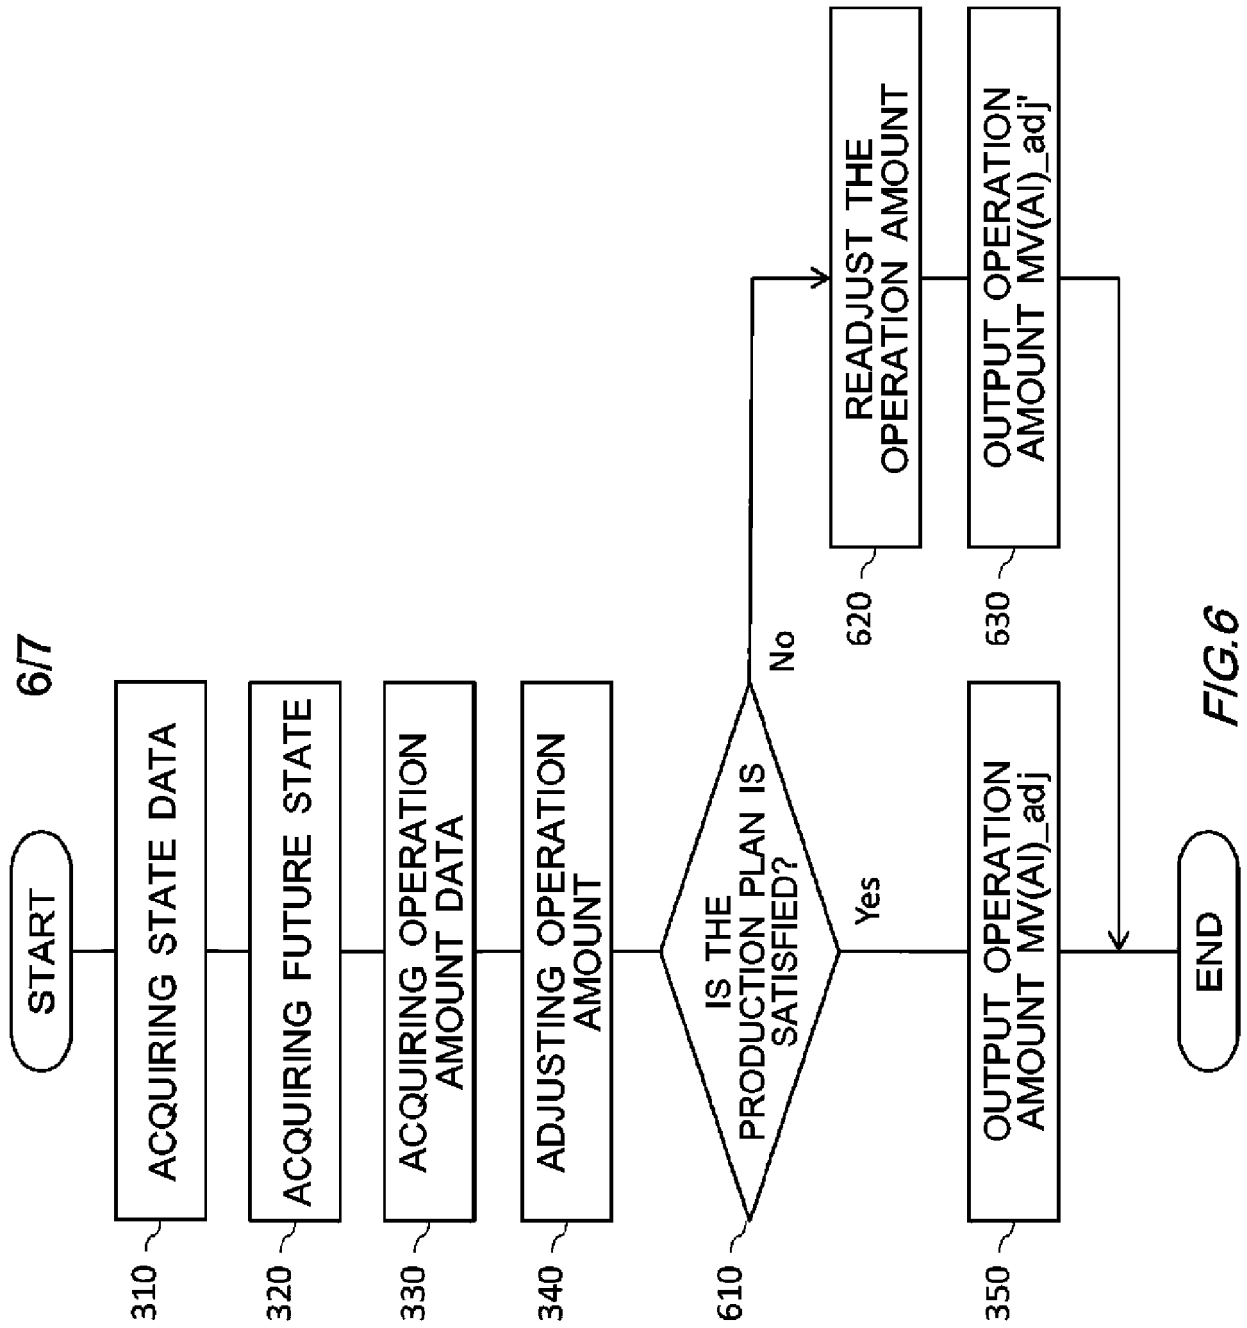 6/7
START
310
ACQUIRING STATE DATA
320
ACQUIRING FUTURE STATE
330
ACQUIRING OPERATION
AMOUNT DATA
340
ADJUSTING OPERATION
AMOUNT
610
IS THE
PRODUCTION PLAN IS
SATISFIED?
No
Yes
620
READJUST THE
OPERATION AMOUNT
350
OUTPUT OPERATION
AMOUNT MV(AI)_adj
630
OUTPUT OPERATION
AMOUNT MV(AI)_adj'
END
FIG.6